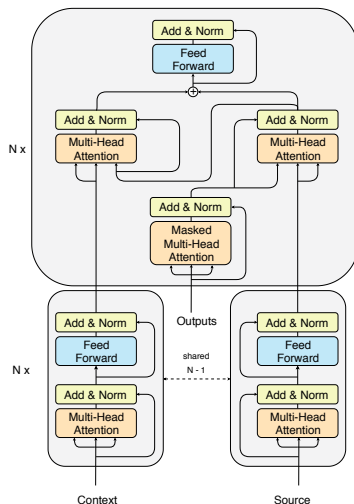 Add & Norm
Feed
Forward
Add & Norm
Multi-Head
Attention
Add & Norm
Multi-Head
Attention
N x
Add & Norm
Masked
Multi-Head
Attention
Outputs
Add & Norm
Feed
Forward
Add & Norm
Multi-Head
Attention
N x
shared
N - 1
Add & Norm
Feed
Forward
Add & Norm
Multi-Head
Attention
Context
Source